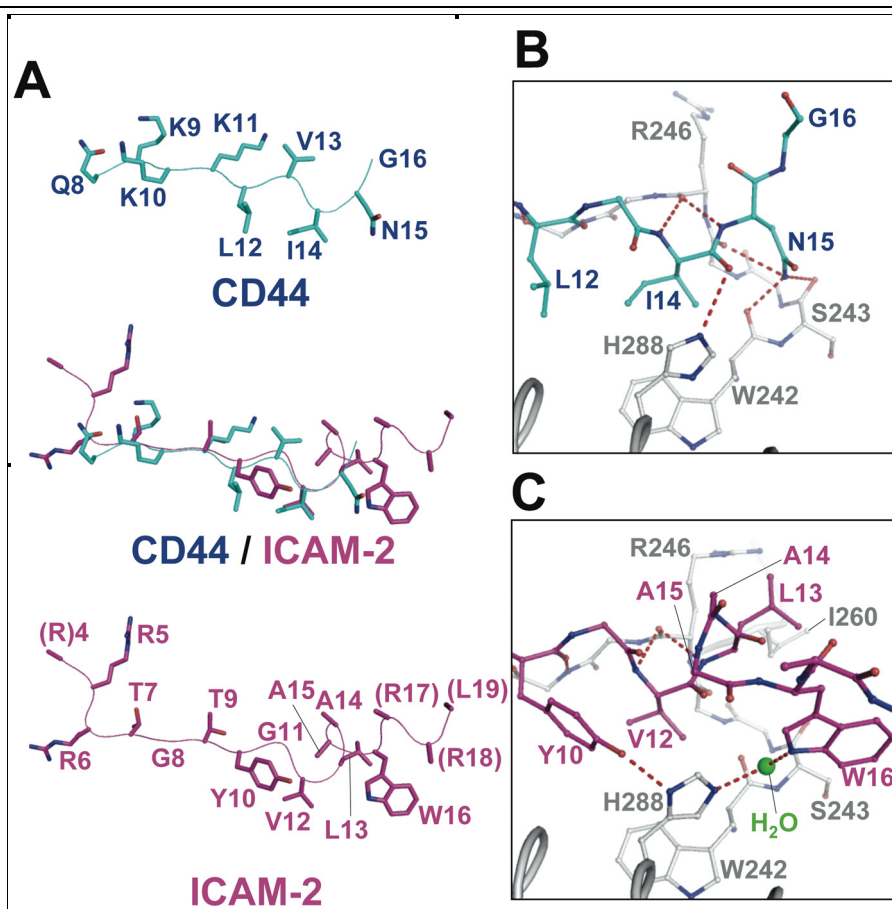 A
K9
K11
V13
G16
Q8
K10
N15
L12
I14
CD44
CD44 / ICAM-2
(R)4
R5
T7
T9
A15
A14
(R17)
(L19)
R6
G8
G11
(R18)
Y10
V12
L13
W16
ICAM-2
B
R246
G16
N15
L12
I14
S243
H288
W242
C
R246
A14
A15
L13
I260
V12
Y10
W16
H288
S243
H₂O
W242